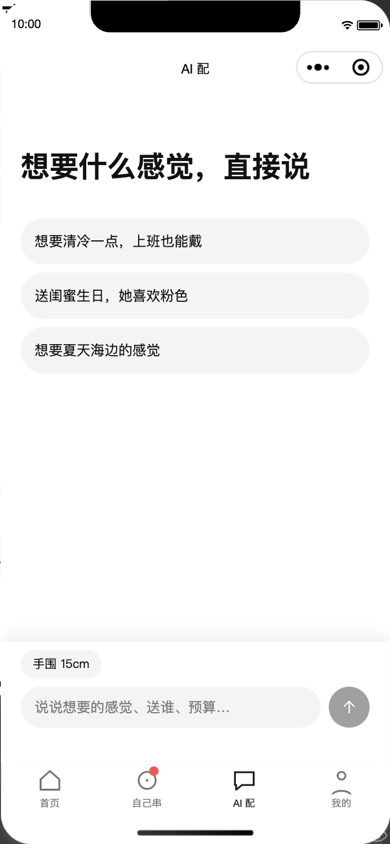 10:00
AI 配
想要什么感觉，直接说
想要清冷一点，上班也能戴
送闺蜜生日，她喜欢粉色
想要夏天海边的感觉
手围 15cm
说说想要的感觉、送谁、预算...
首页
自己串
AI 配
我的